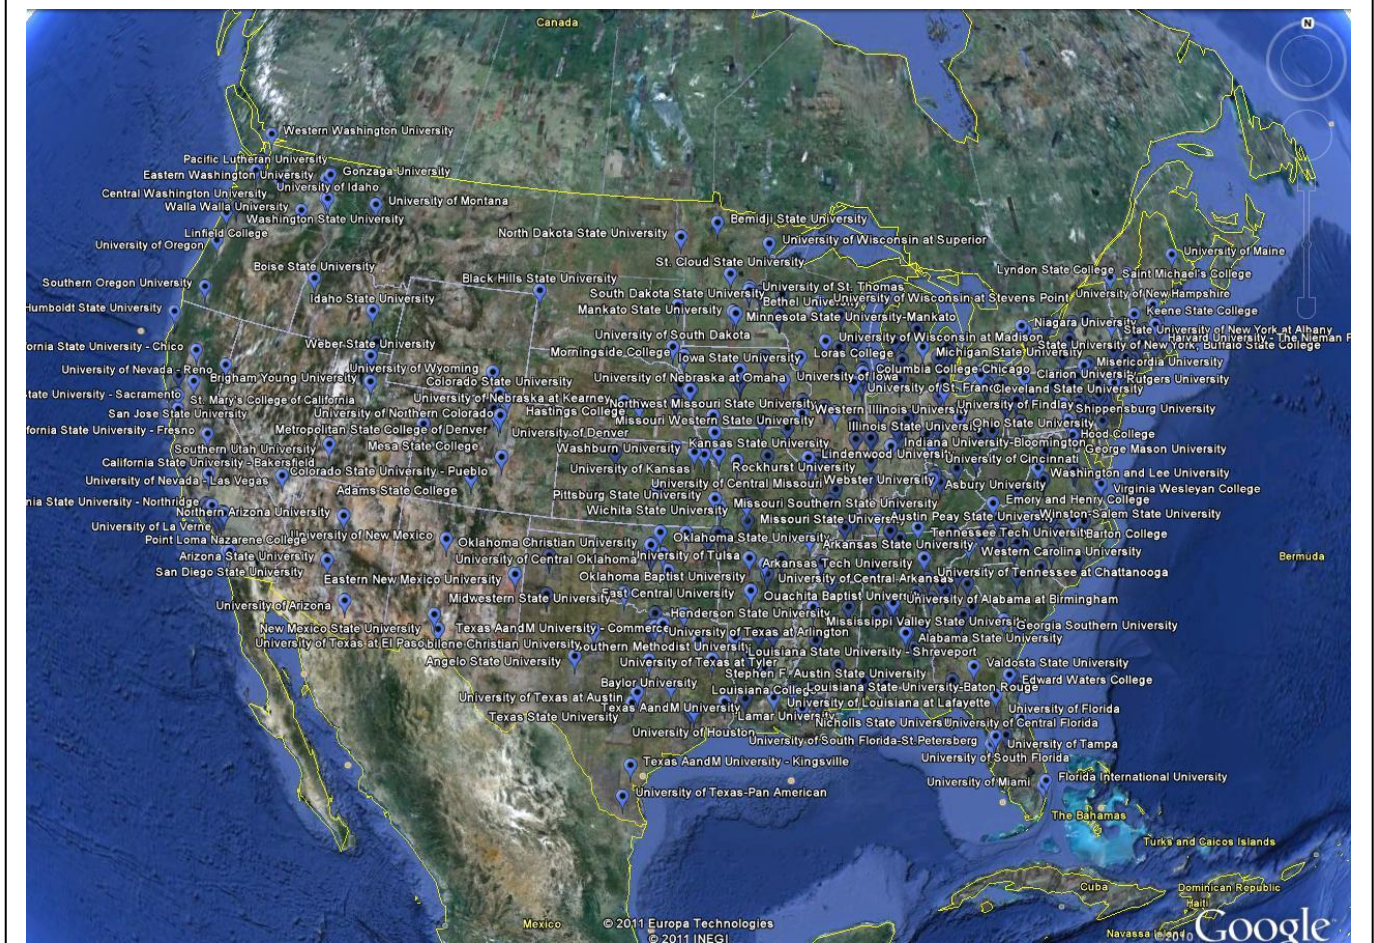 Canada
N
Western Washington University
Pacific Lutheran University
Eastern Washington University
Gonzaga University
University of Idaho
Central Washington University
University of Montana
Walla Walla University
Washington State University
Bemidji State University
Linfield College
North Dakota State University
University of Oregon
University of Wisconsin at Superior
University of Maine
St. Cloud State University
Boise State University
Lyndon State College
Saint Michael's College
Southern Oregon University
Black Hills State University
University of St. Thomas
South Dakota State University
University of New Hampshire
Idaho State University
Bethel
University of Wisconsin at Stevens Point
Humboldt State University
Mankato State University
Keene State College
Minnesota State University-Mankato
Niagara University
State University of New York at Albany
University of South Dakota
University of Wisconsin at Madison
Harvard University - The Nieman F
Weber State University
State University of New York, Buffalo State College
ornia State University - Chico
Morningside College
Iowa State University
Loras College
Michigan State University
Misericordia University
University of Nevada - Reno
University of Wyoming
Columbia College Chicago
Clarion University
Brigham Young University
Colorado State University
University of Nebraska at Omaha
University of Iowa
Rutgers University
University of St. Fran
Cleveland State University
tate University - Sacramento
St. Mary's College of California
University of Nebraska at Kearney
Northwest Missouri State University
University of Findlay
San Jose State University
University of Northern Colorado
Hastings College
Western Illinois University
Shippensburg University
Missouri Western State University
Ohio State University
fornia State University - Fresno
Metropolitan State College of Denver
University of Denver
Illinois State University
Hood College
Southern Utah University
Mesa State College
Washburn University
Kansas State University
Indiana University-Bloomington
George Mason University
California State University - Bakersfield
Colorado State University - Pueblo
University of Kansas
Rockhurst University
Lindenwood University
University of Cincinnati
University of Nevada - Las Vegas
University of Central Missouri
Webster University
Asbury University
Washington and Lee University
Adams State College
Virginia Wesleyan College
nia State University - Northridge
Pittsburg State University
Missouri Southern State University
Emory and Henry College
Northern Arizona University
Wichita State University
Missouri State University
Austin Peay State University
Winston-Salem State University
University of La Verne
Point Loma Nazarene College
University of New Mexico
Oklahoma Christian University
Oklahoma State University
Arkansas State University
Tennessee Tech University
Barton College
Arizona State University
University of Central Oklahoma
University of Tulsa
Arkansas Tech University
Western Carolina University
Bermuda
San Diego State University
Eastern New Mexico University
Oklahoma Baptist University
University of Central Arkansas
University of Tennessee at Chattanooga
University of Arizona
Midwestern State University
East Central University
Ouachita Baptist University
University of Alabama at Birmingham
Henderson State University
New Mexico State University
Texas AandM University - Commerce
University of Texas at Arlington
Mississippi Valley State University
Georgia Southern University
University of Texas at El Paso
bilene Christian University
outhern Methodist University
Louisiana State University - Shreveport
Alabama State University
Angelo State University
University of Texas at Tyler
Valdosta State University
Stephen F. Austin State University
Edward Waters College
Baylor University
Louisiana College
Louisiana State University-Baton Rouge
University of Texas at Austin
Texas AandM University
University of Louisiana at Lafayette
University of Florida
Texas State University
Lamar University
Nicholls State University
University of Central Florida
University of Houston
University of South Florida-St.Petersberg
University of Tampa
University of South Florida
Texas AandM University - Kingsville
University of Miami
Florida International University
University of Texas-Pan American
The Bahamas
Turks and Caicos Islands
Cuba
Dominican Republic
Haiti
Mexico
© 2011 Europa Technologies
© 2011 INEGI
Navassa Island
Google